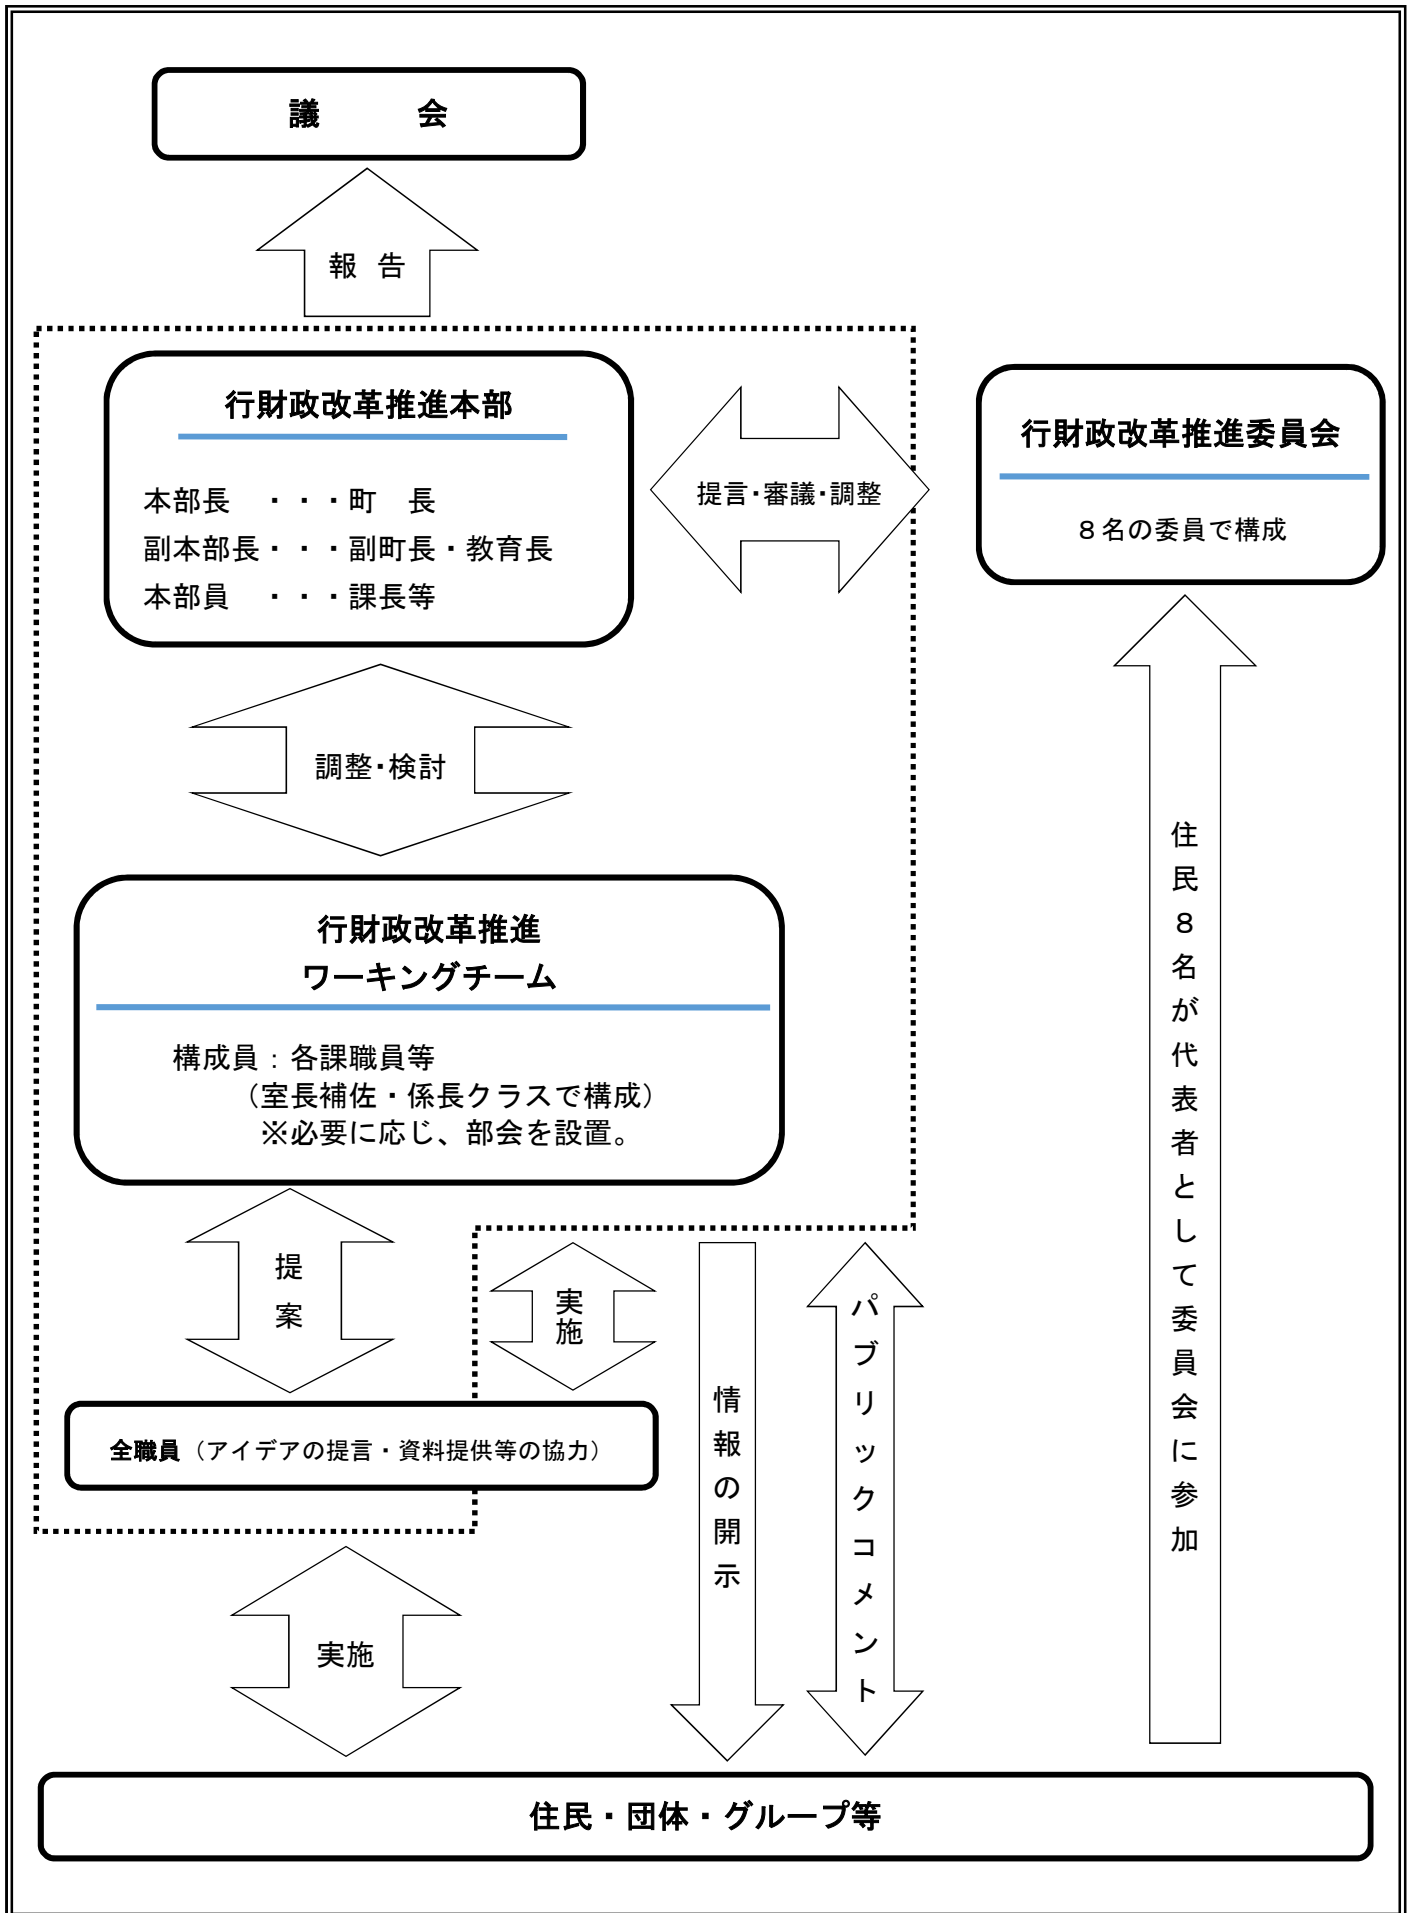 議　　　会
報 告
行財政改革推進本部
本部長　・・・町　長
副本部長・・・副町長・教育長
本部員　・・・課長等
提言・審議・調整
行財政改革推進委員会
８名の委員で構成
調整・検討
行財政改革推進
ワーキングチーム
構成員：各課職員等
（室長補佐・係長クラスで構成）
※必要に応じ、部会を設置。
提案
実施
全職員（アイデアの提言・資料提供等の協力）
情報の開示
パブリックコメント
住民８名が代表者として委員会に参加
実施
住民・団体・グループ等